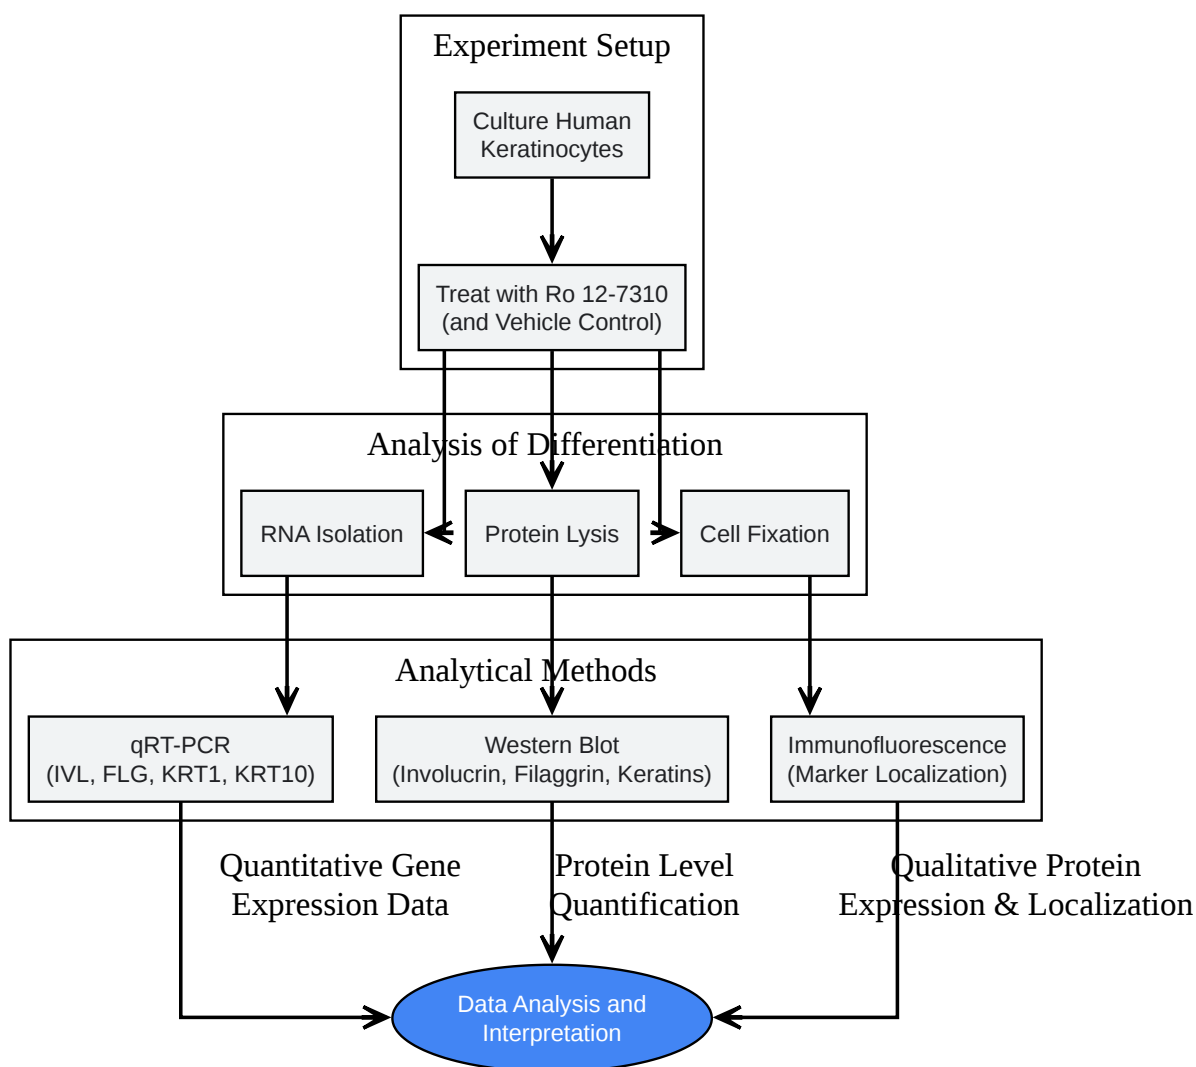 Experiment Setup
Culture Human
Keratinocytes
Treat with Ro 12-7310
(and Vehicle Control)
Analysis of Differentiation
RNA Isolation
Protein Lysis
Cell Fixation
Analytical Methods
qRT-PCR
(IVL, FLG, KRT1, KRT10)
Western Blot
(Involucrin, Filaggrin, Keratins)
Immunofluorescence
(Marker Localization)
Quantitative Gene
Expression Data
Protein Level
Quantification
Qualitative Protein
Expression & Localization
Data Analysis and
Interpretation